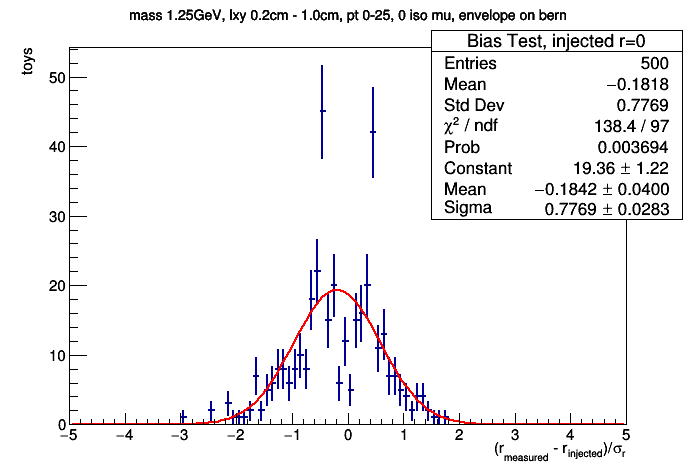 mass 1.25GeV, lxy 0.2cm - 1.0cm, pt 0-25, 0 iso mu, envelope on bern
toys
Bias Test, injected r=0
Entries 500
Mean −0.1818
Std Dev 0.7769
χ² / ndf 138.4 / 97
Prob 0.003694
Constant 19.36 ± 1.22
Mean −0.1842 ± 0.0400
Sigma 0.7769 ± 0.0283
50
40
30
20
10
0
−5 −4 −3 −2 −1 0 1 2 3 4 5
(r_measured - r_injected)/σ_r